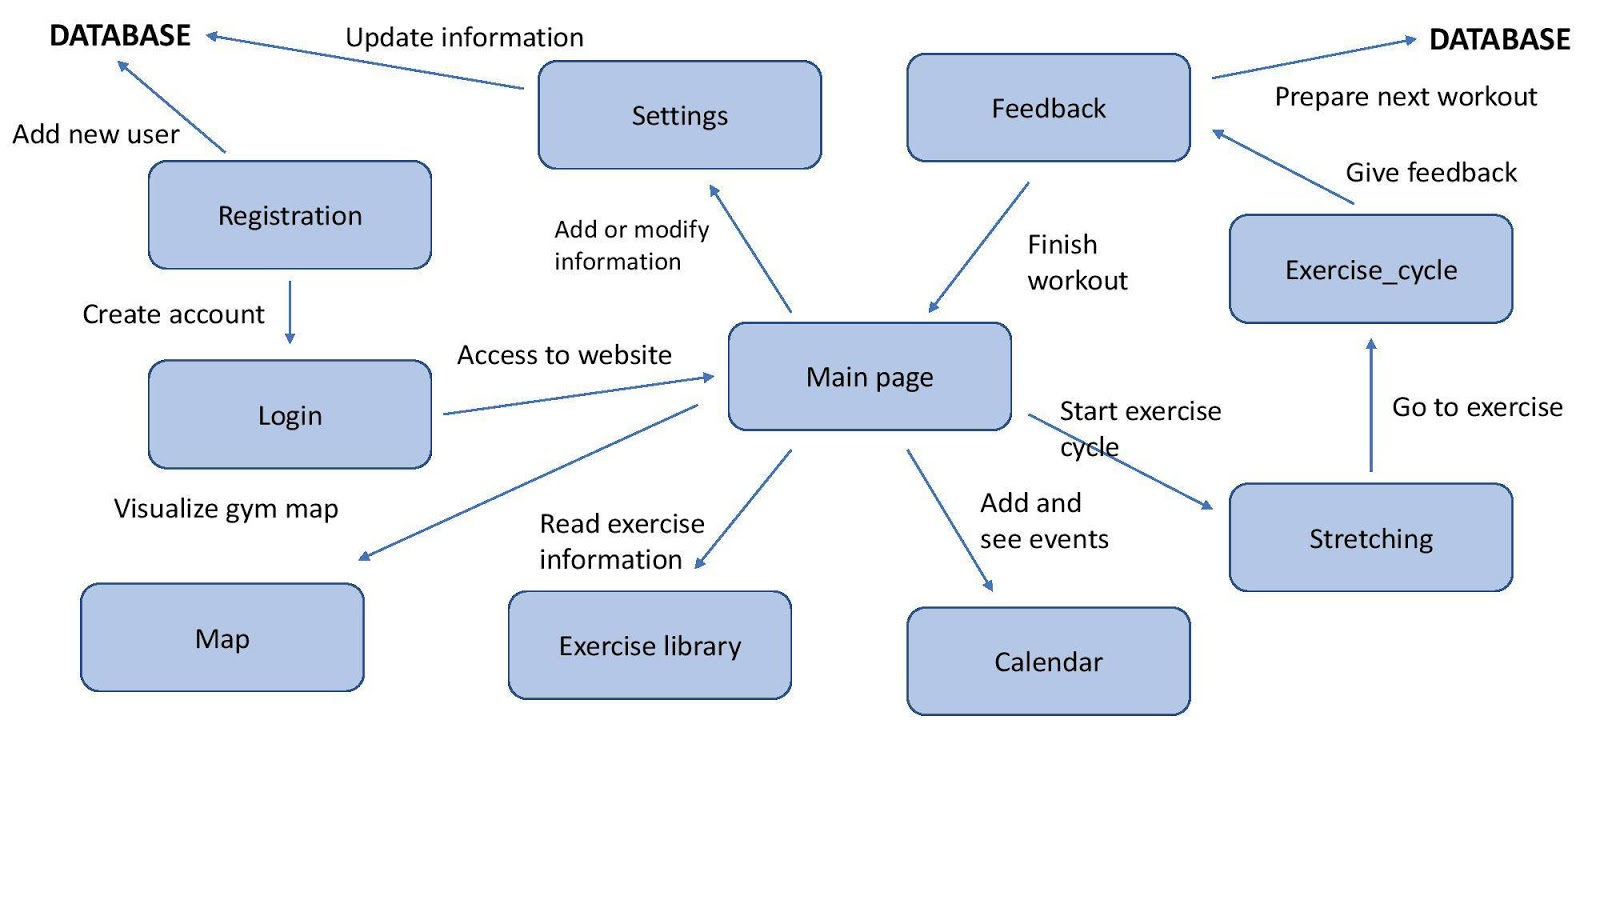 DATABASE
Update information
DATABASE
Settings
Feedback
Prepare next workout
Add new user
Give feedback
Registration
Add or modify
information
Finish
workout
Exercise_cycle
Create account
Access to website
Main page
Login
Start exercise
cycle
Go to exercise
Visualize gym map
Read exercise
information
Add and
see events
Stretching
Map
Exercise library
Calendar